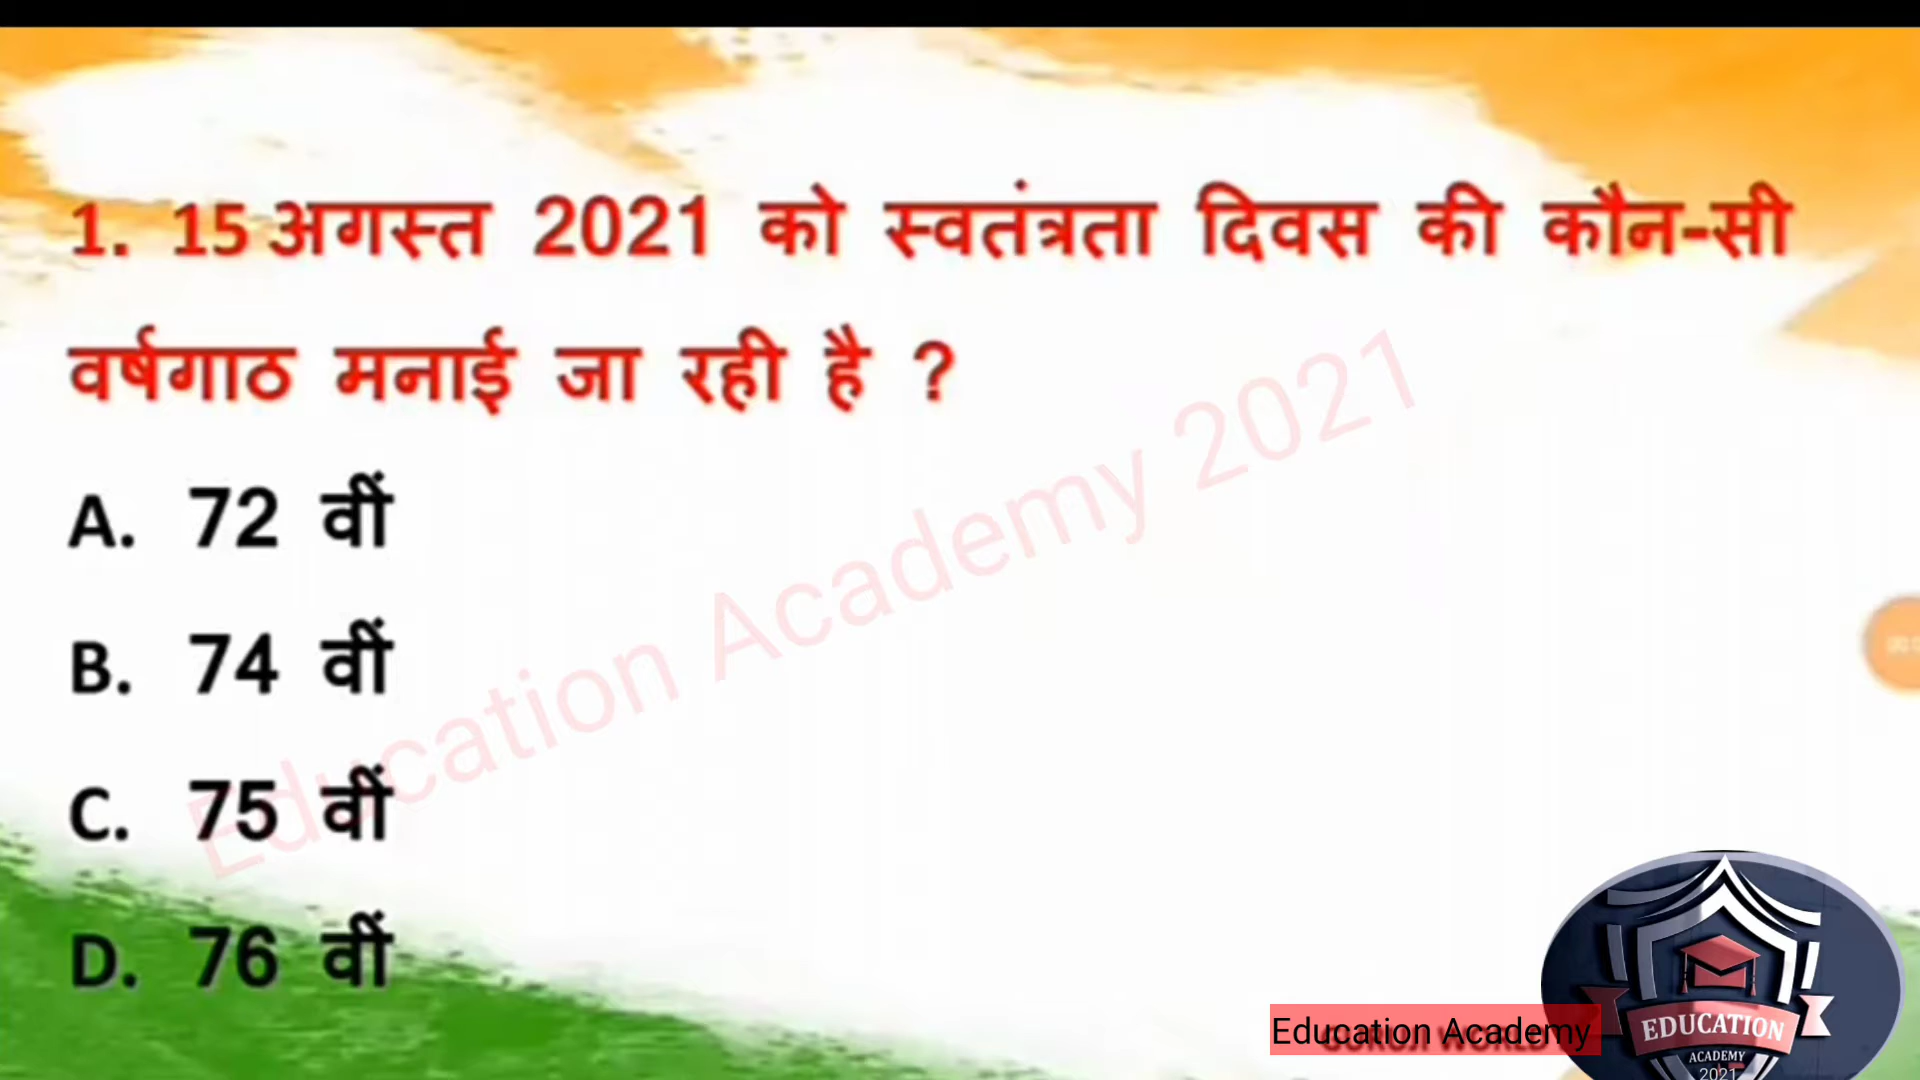 1. 15 अगस्त 2021 को स्वतंत्रता दिवस की कौन-सी
वर्षगाठ मनाई जा रही है ?
A. 72 वीं
B. 74 वीं
C. 75 वीं
D. 76 वीं
Education Academy 2021
Education Academy
EDUCATION
ACADEMY
2021